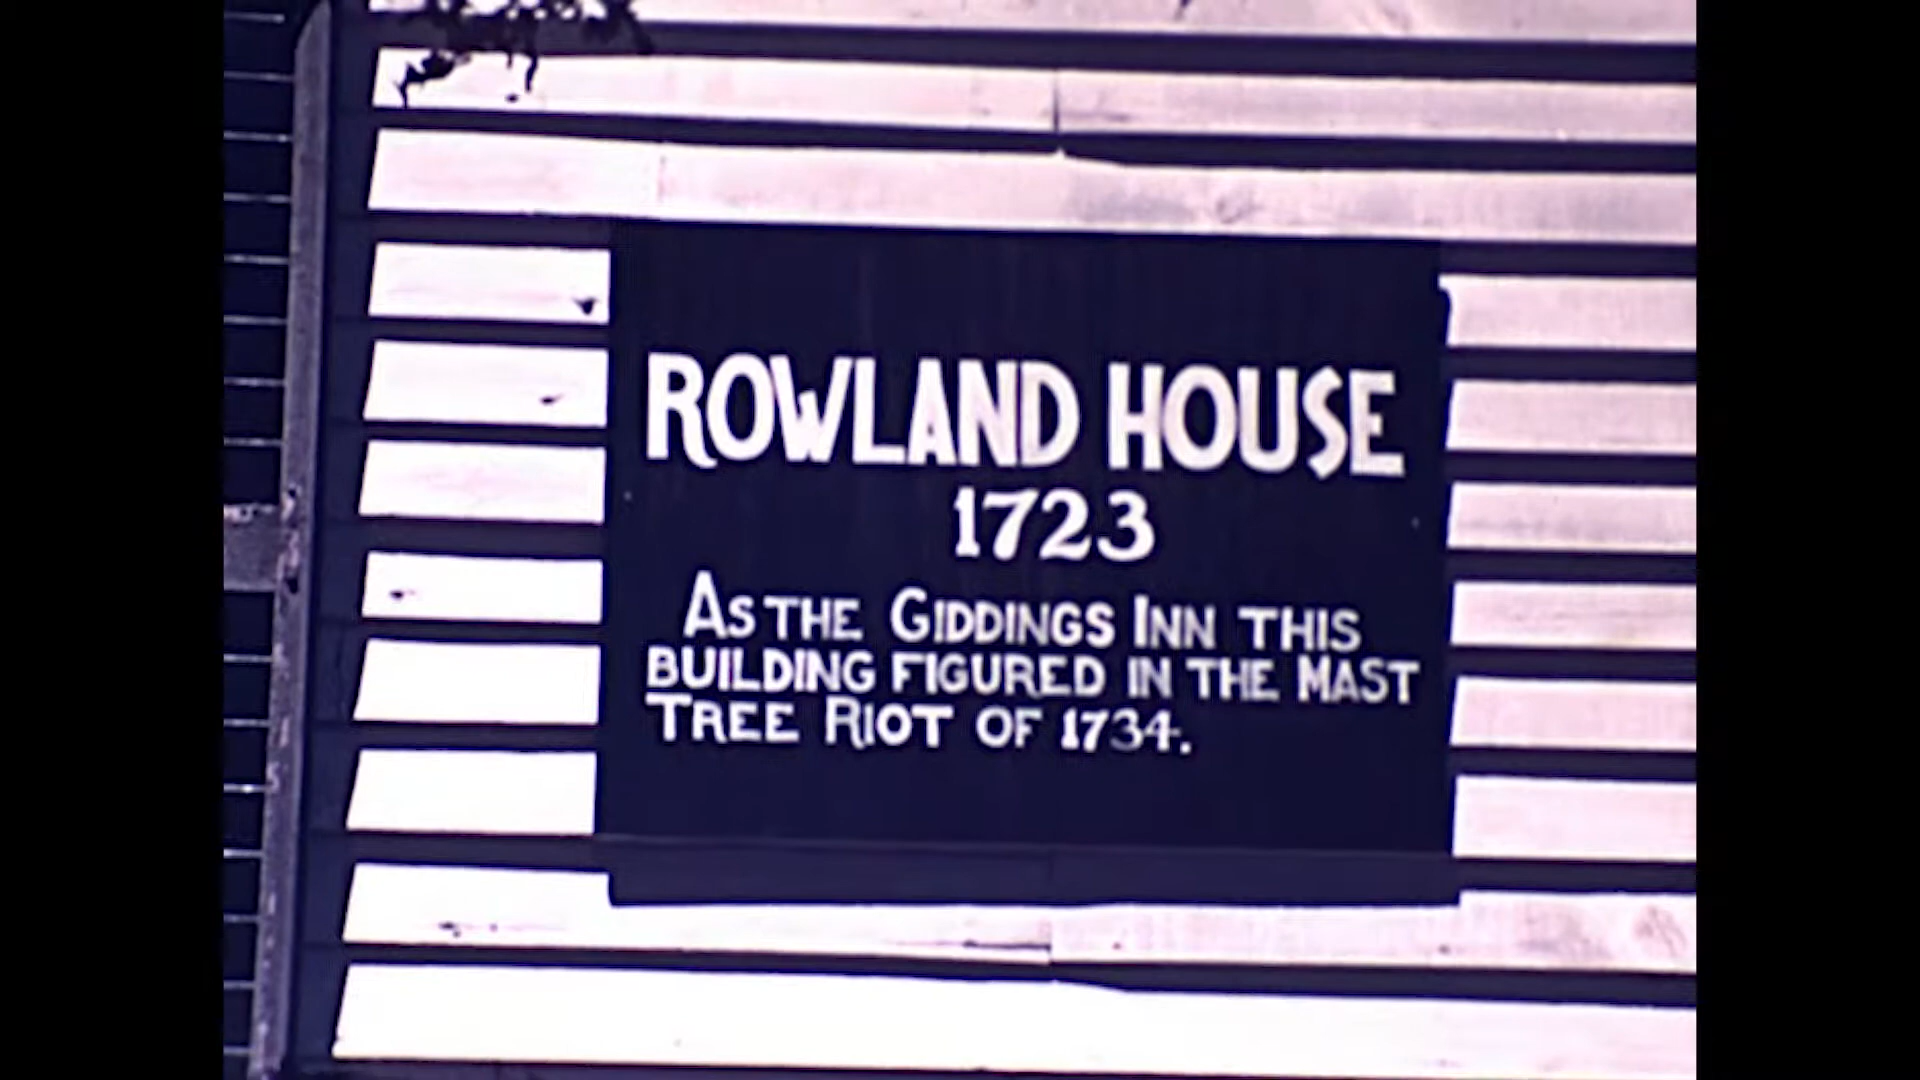 ROWLAND HOUSE
1723
AS THE GIDDINGS INN THIS
BUILDING FIGURED IN THE MAST
TREE RIOT OF 1734.